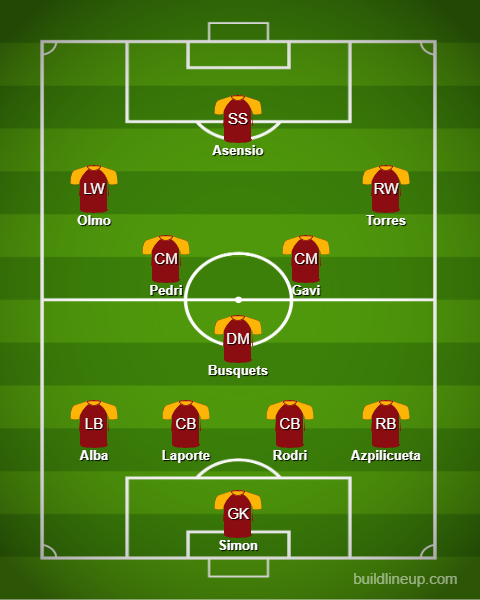 SS
Asensio
LW
RW
Olmo
Torres
CM
CM
Pedri
Gavi
DM
Busquets
LB
CB
CB
RB
Alba
Laporte
Rodri
Azpilicueta
GK
Simon
buildlineup.com